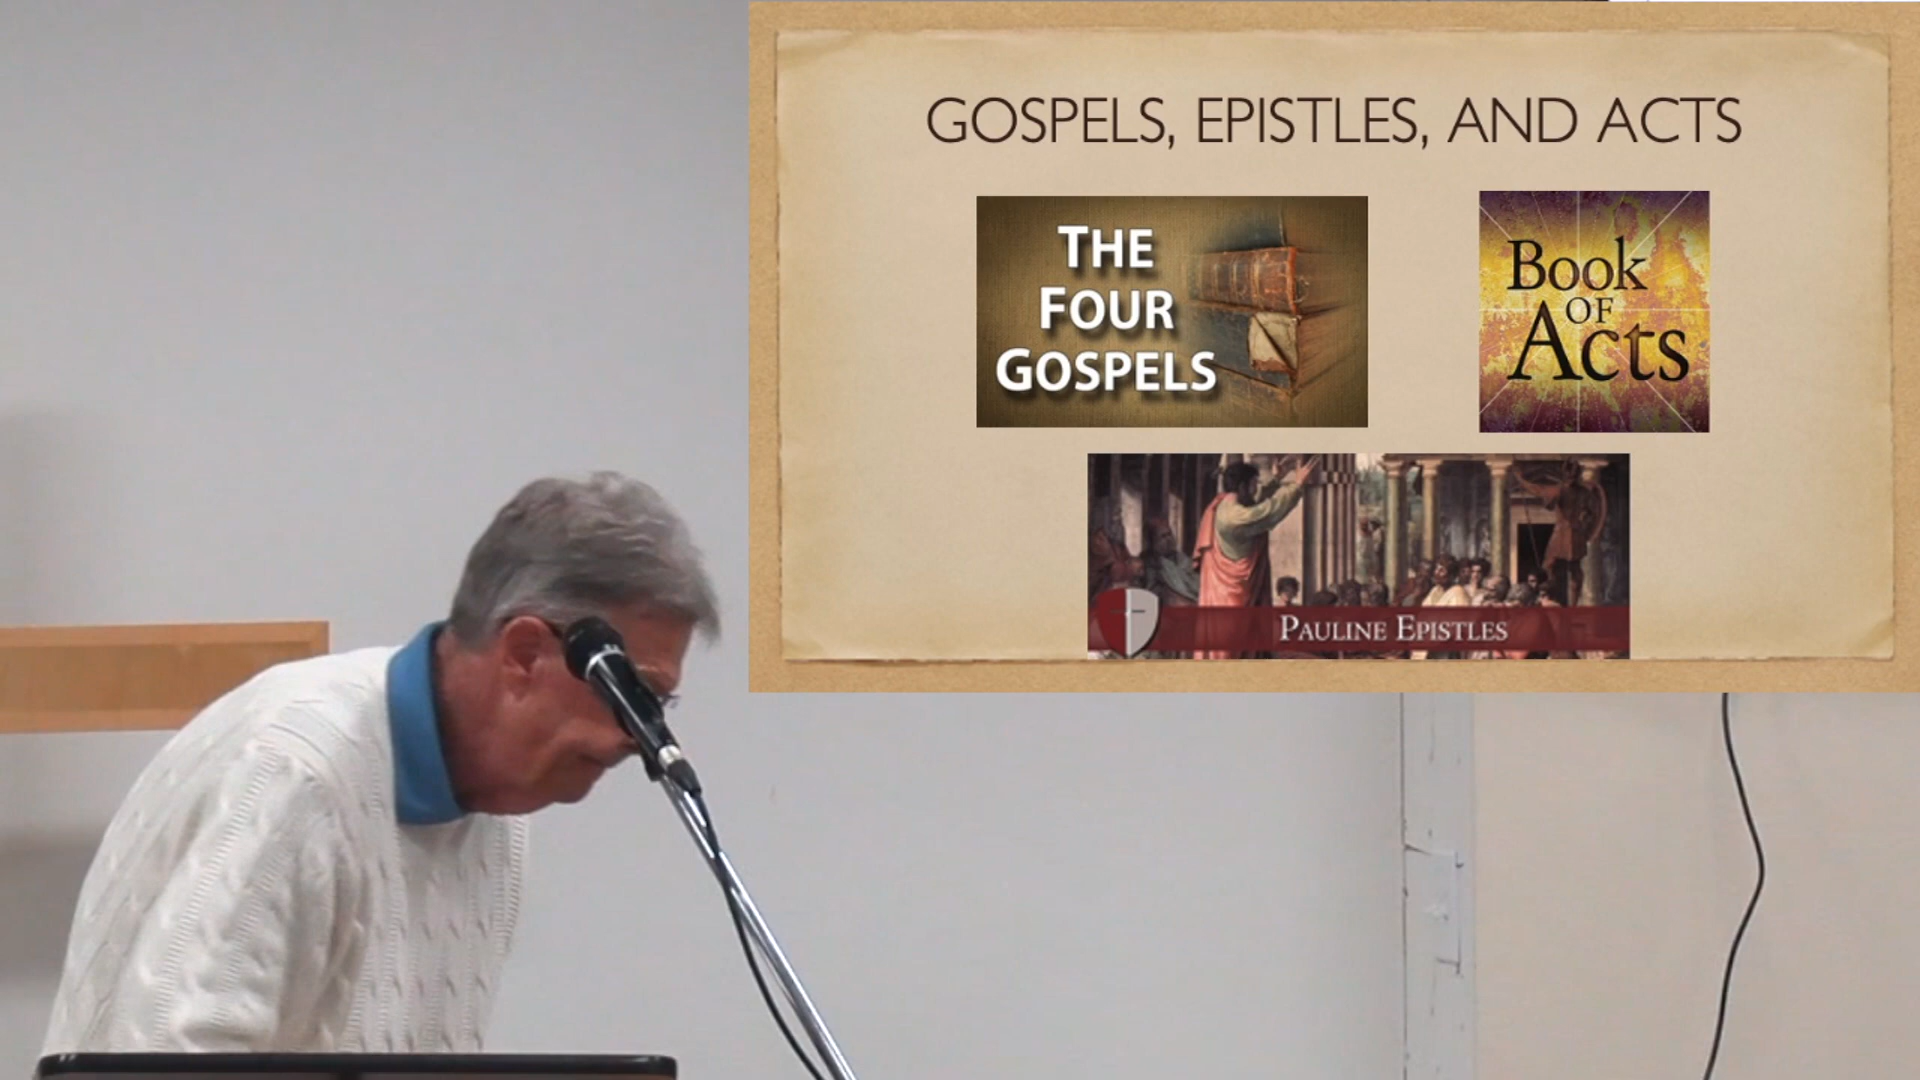 GOSPELS, EPISTLES, AND ACTS
THE
FOUR
GOSPELS
Book
OF
Acts
PAULINE EPISTLES